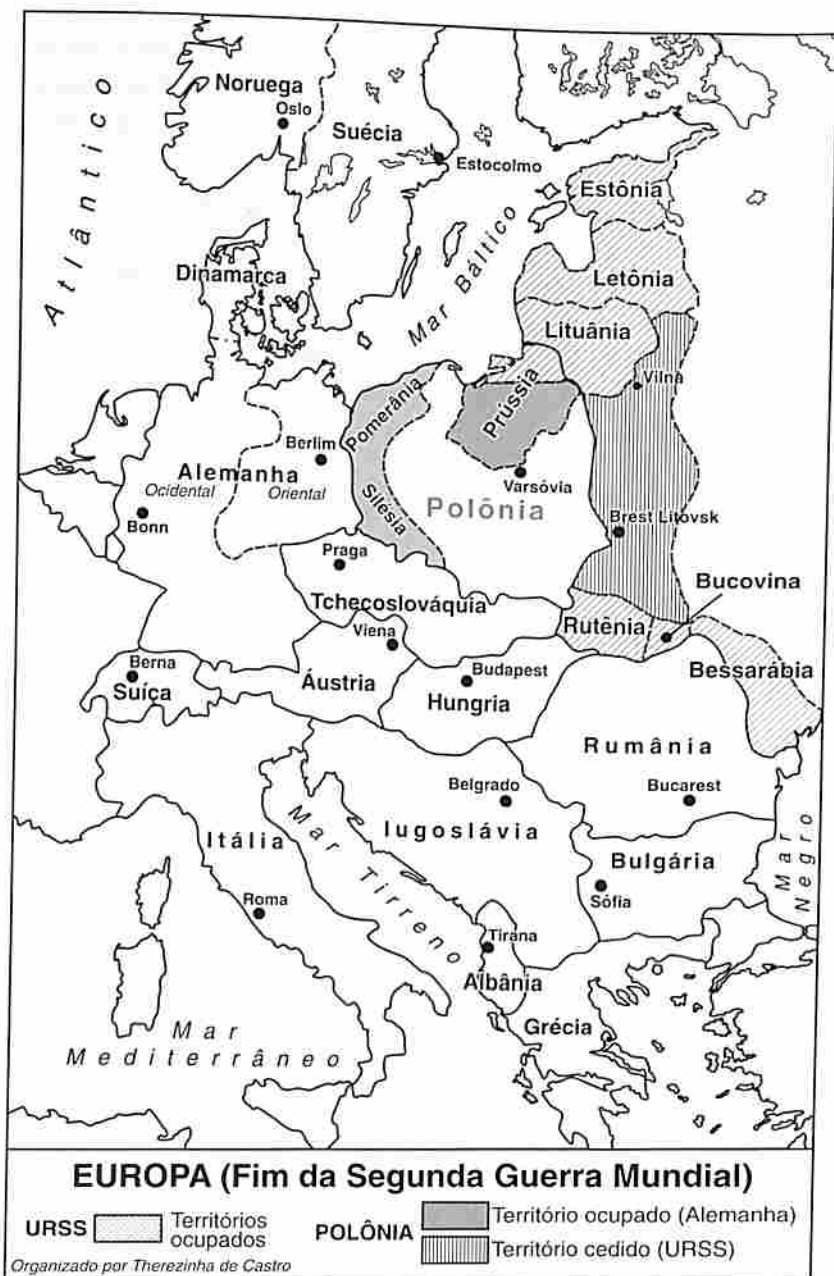 Atlântico
Noruega
Oslo
Suécia
Estocolmo
Estônia
Mar Báltico
Dinamarca
Letônia
Lituânia
Vilna
Pomerânia
Prússia
Berlim
Alemanha
Ocidental
Oriental
Varsóvia
Bonn
Silésia
Polônia
Brest Litovsk
Praga
Bucovina
Tchecoslováquia
Rutênia
Viena
Berna
Budapest
Bessarábia
Suíça
Áustria
Hungria
Rumânia
Belgrado
Bucarest
Mar Tirreno
Iugoslávia
Itália
Mar Negro
Bulgária
Roma
Sófia
Tirana
Albânia
Grécia
Mar
Mediterrâneo
EUROPA (Fim da Segunda Guerra Mundial)
URSS Territórios ocupados
POLÔNIA Território ocupado (Alemanha)
Território cedido (URSS)
Organizado por Therezinha de Castro